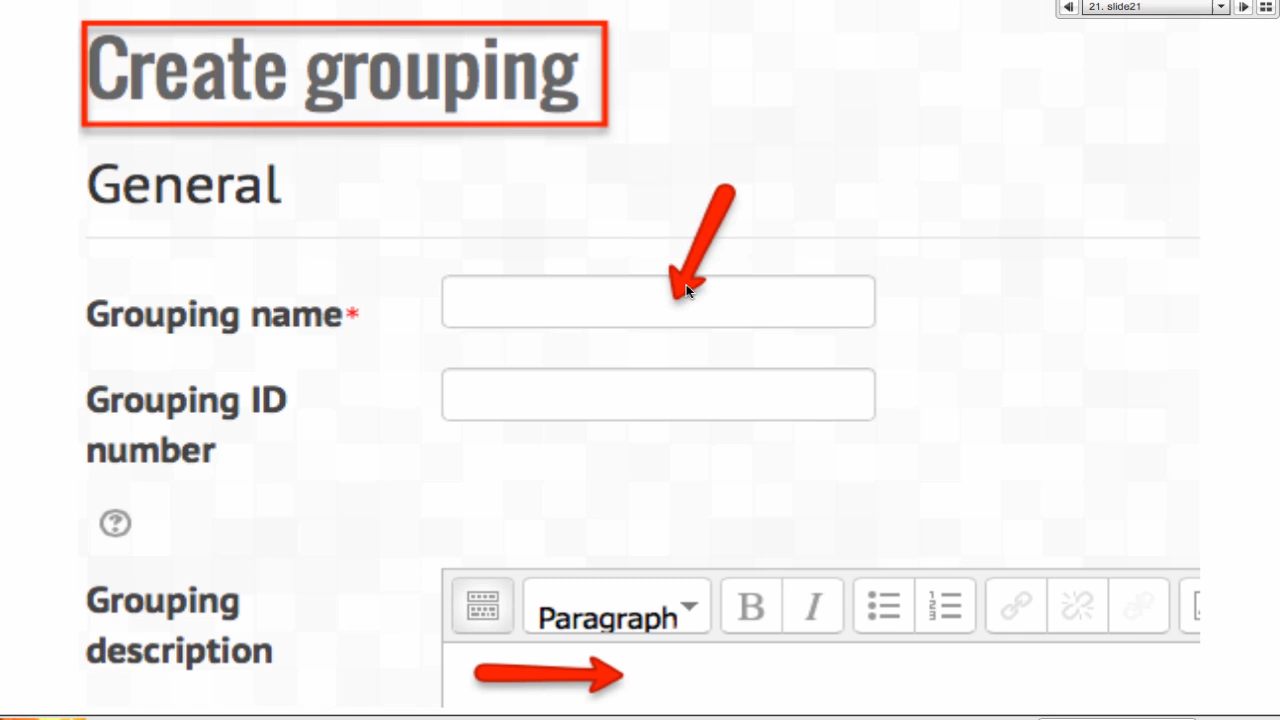 21. slide21
Create grouping
General
Grouping name*
Grouping ID
number
Grouping
description
Paragraph B I